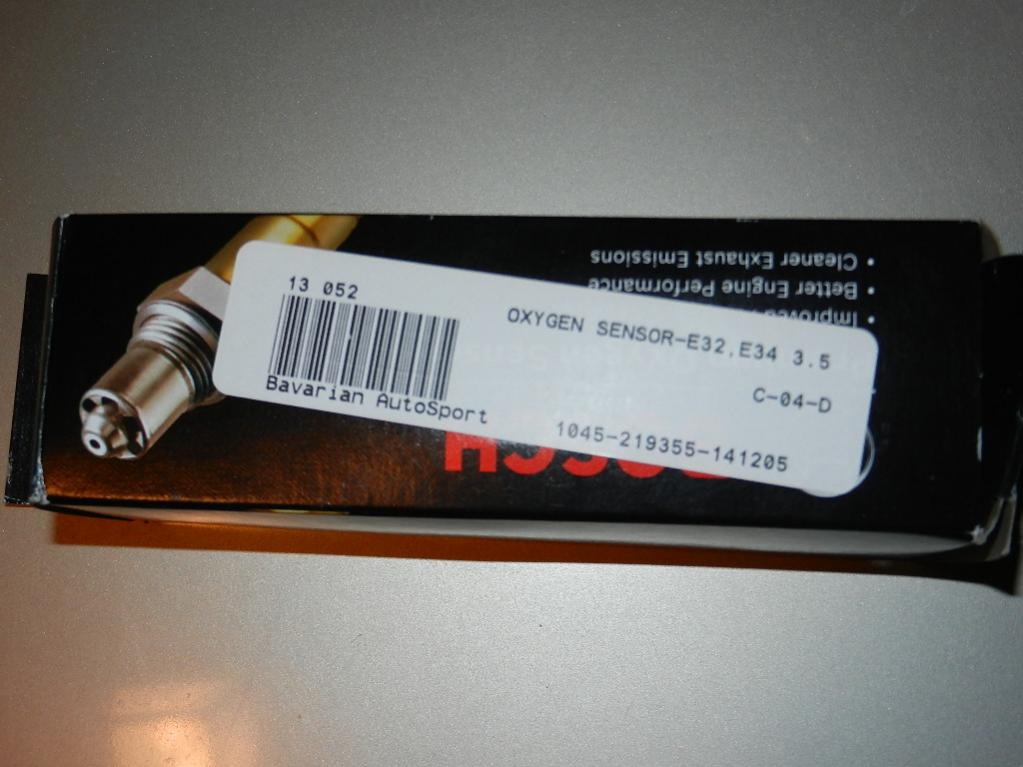 13 052
OXYGEN SENSOR-E32,E34 3.5
C-04-D
Bavarian AutoSport
1045-219355-141205
• Cleaner Exhaust Emissions
• Better Engine Performance
• Improved